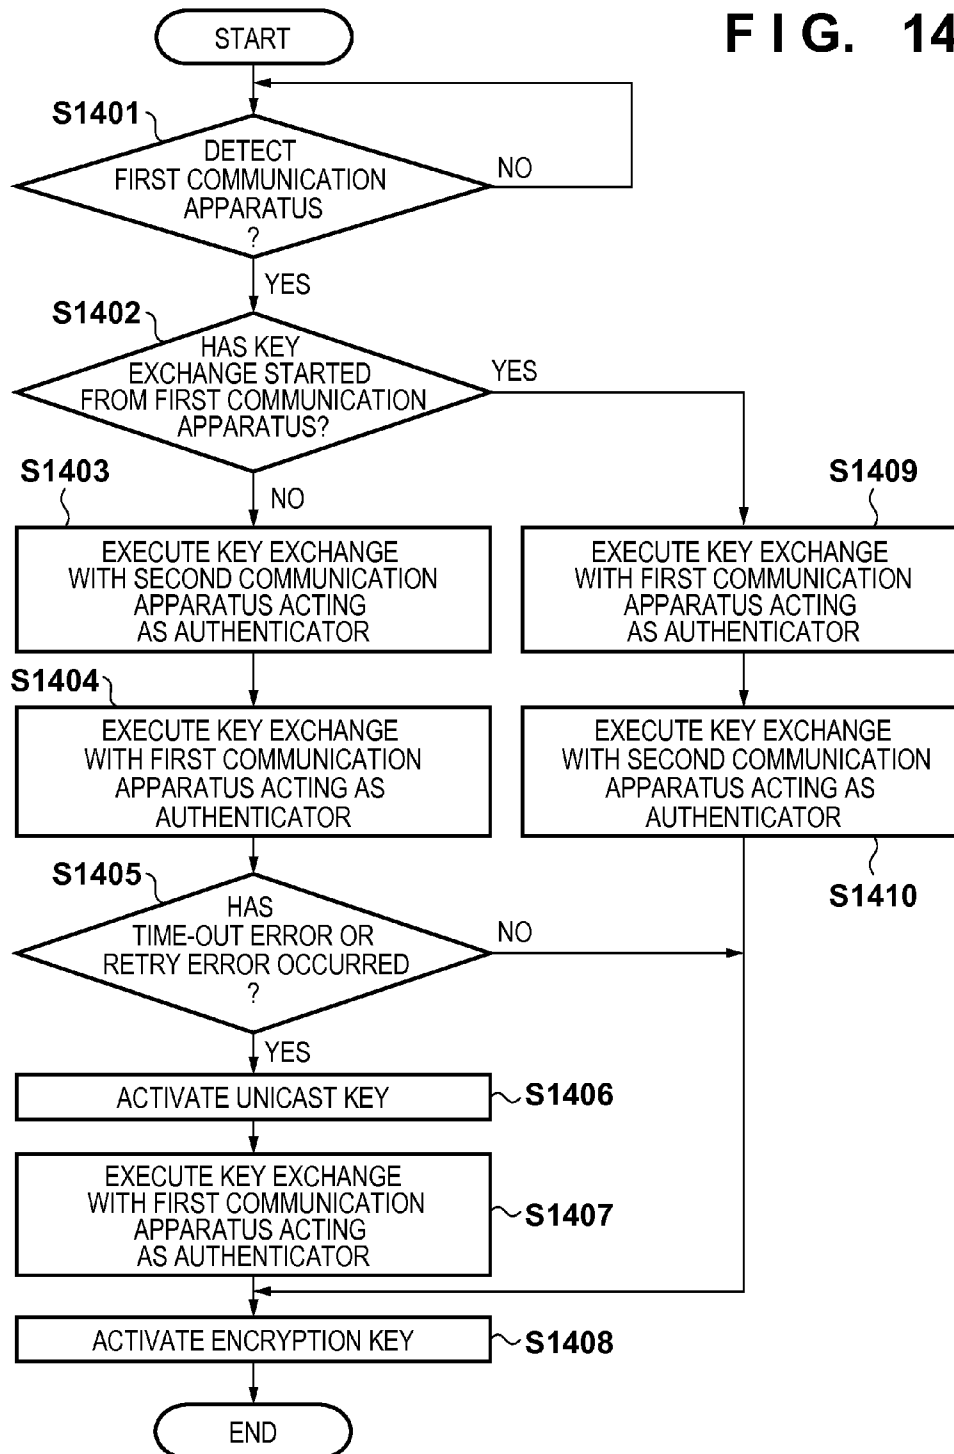 FIG. 14
START
S1401
DETECT
FIRST COMMUNICATION
APPARATUS
?
NO
YES
S1402
HAS KEY
EXCHANGE STARTED
FROM FIRST COMMUNICATION
APPARATUS?
YES
NO
S1403
EXECUTE KEY EXCHANGE
WITH SECOND COMMUNICATION
APPARATUS ACTING
AS AUTHENTICATOR
S1409
EXECUTE KEY EXCHANGE
WITH FIRST COMMUNICATION
APPARATUS ACTING
AS AUTHENTICATOR
S1404
EXECUTE KEY EXCHANGE
WITH FIRST COMMUNICATION
APPARATUS ACTING AS
AUTHENTICATOR
EXECUTE KEY EXCHANGE
WITH SECOND COMMUNICATION
APPARATUS ACTING AS
AUTHENTICATOR
S1410
S1405
HAS
TIME-OUT ERROR OR
RETRY ERROR OCCURRED
?
NO
YES
ACTIVATE UNICAST KEY
S1406
EXECUTE KEY EXCHANGE
WITH FIRST COMMUNICATION
APPARATUS ACTING
AS AUTHENTICATOR
S1407
ACTIVATE ENCRYPTION KEY
S1408
END